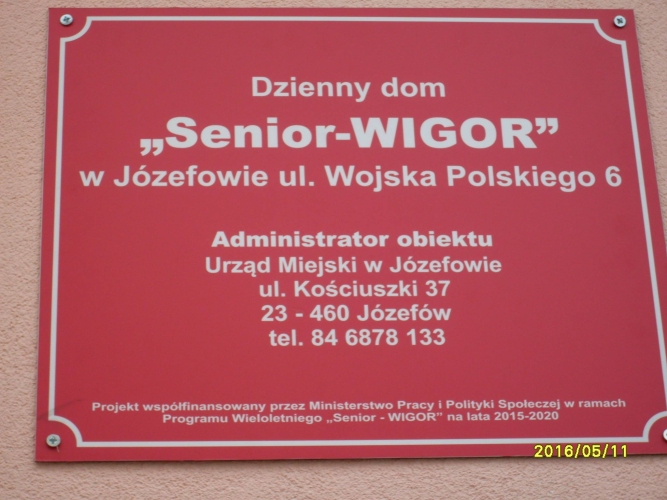 Dzienny dom
„Senior-WIGOR”
w Józefowie ul. Wojska Polskiego 6
Administrator obiektu
Urząd Miejski w Józefowie
ul. Kościuszki 37
23 - 460 Józefów
tel. 84 6878 133
Projekt współfinansowany przez Ministerstwo Pracy i Polityki Społeczej w ramach
Programu Wieloletniego „Senior - WIGOR” na lata 2015-2020
2016/05/11